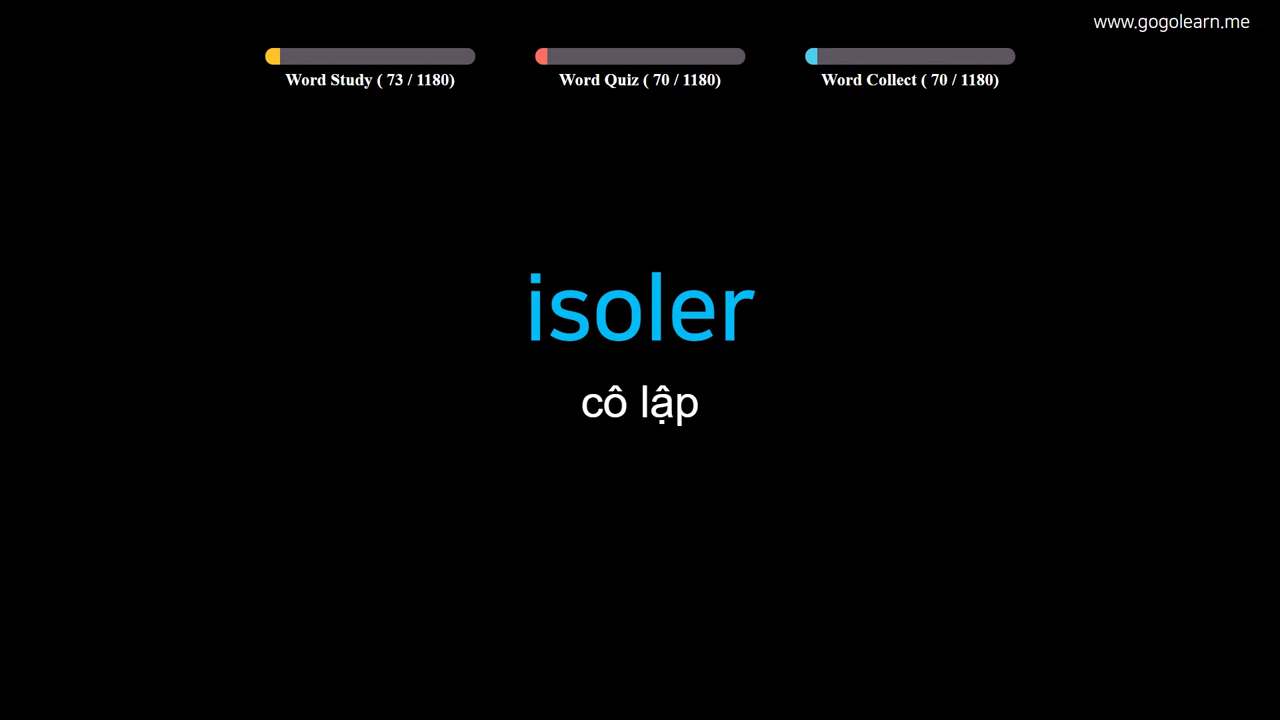 www.gogolearn.me
Word Study ( 73 / 1180)
Word Quiz ( 70 / 1180)
Word Collect ( 70 / 1180)
isoler
cô lập